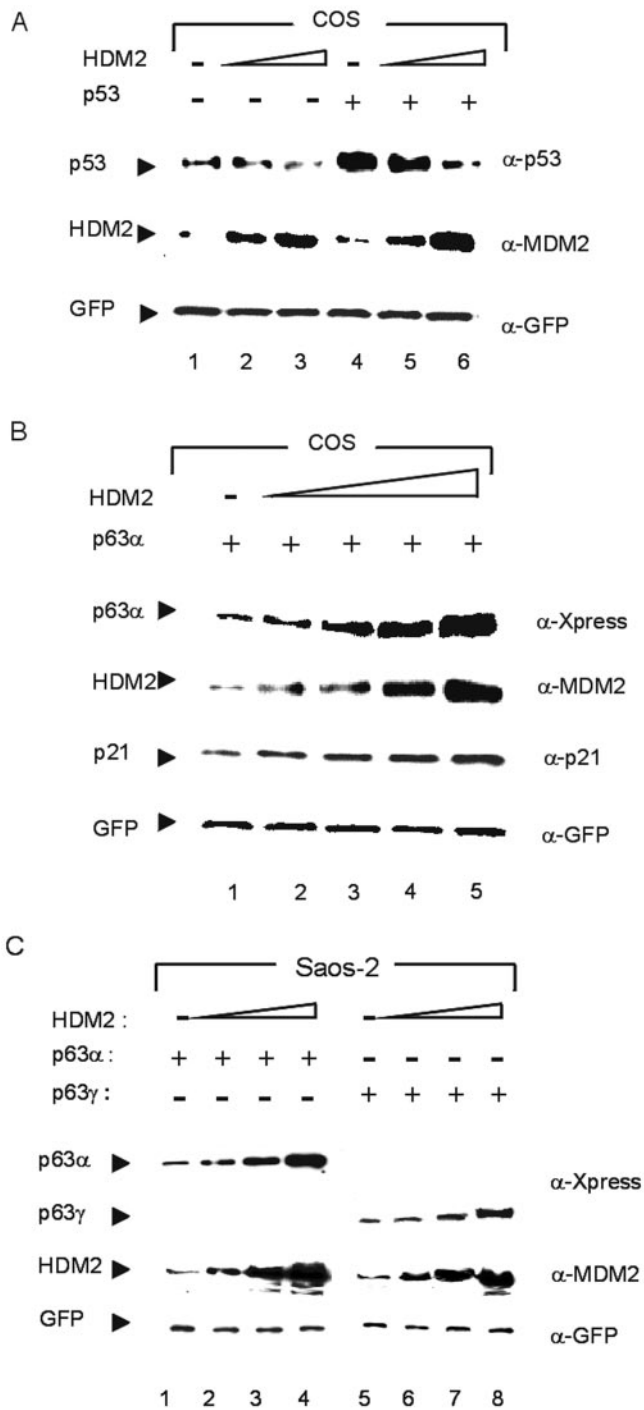 A
COS
HDM2 -       -
p53 - - - + + +
p53 ► α-p53
HDM2 ► α-MDM2
GFP ► α-GFP
1 2 3 4 5 6
B
COS
HDM2 -
p63α + + + + +
p63α ► α-Xpress
HDM2 ► α-MDM2
p21 ► α-p21
GFP ► α-GFP
1 2 3 4 5
C
Saos-2
HDM2 : -       -
p63α : + + + + - - - -
p63γ : - - - - + + + +
p63α ► α-Xpress
p63γ ►
HDM2 ► α-MDM2
GFP ► α-GFP
1 2 3 4 5 6 7 8